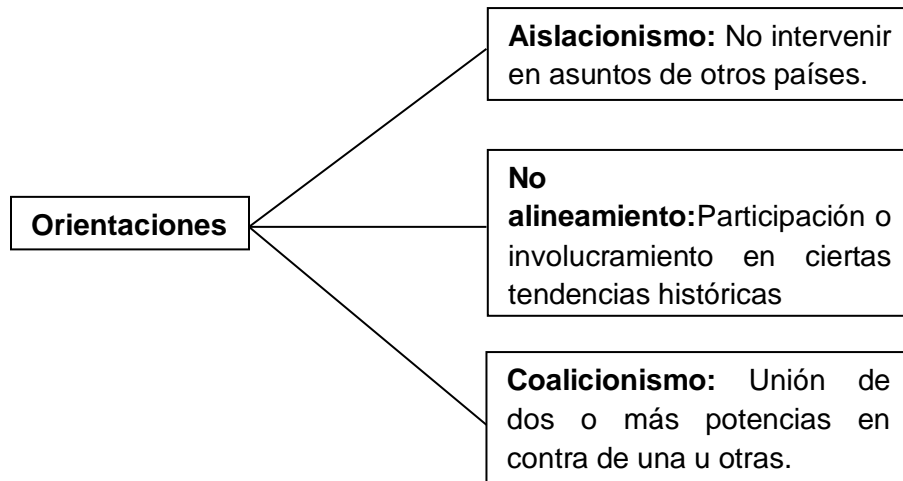 Aislacionismo: No intervenir
en asuntos de otros países.
No
alineamiento:Participación o
involucramiento en ciertas
tendencias históricas
Orientaciones
Coalicionismo: Unión de
dos o más potencias en
contra de una u otras.